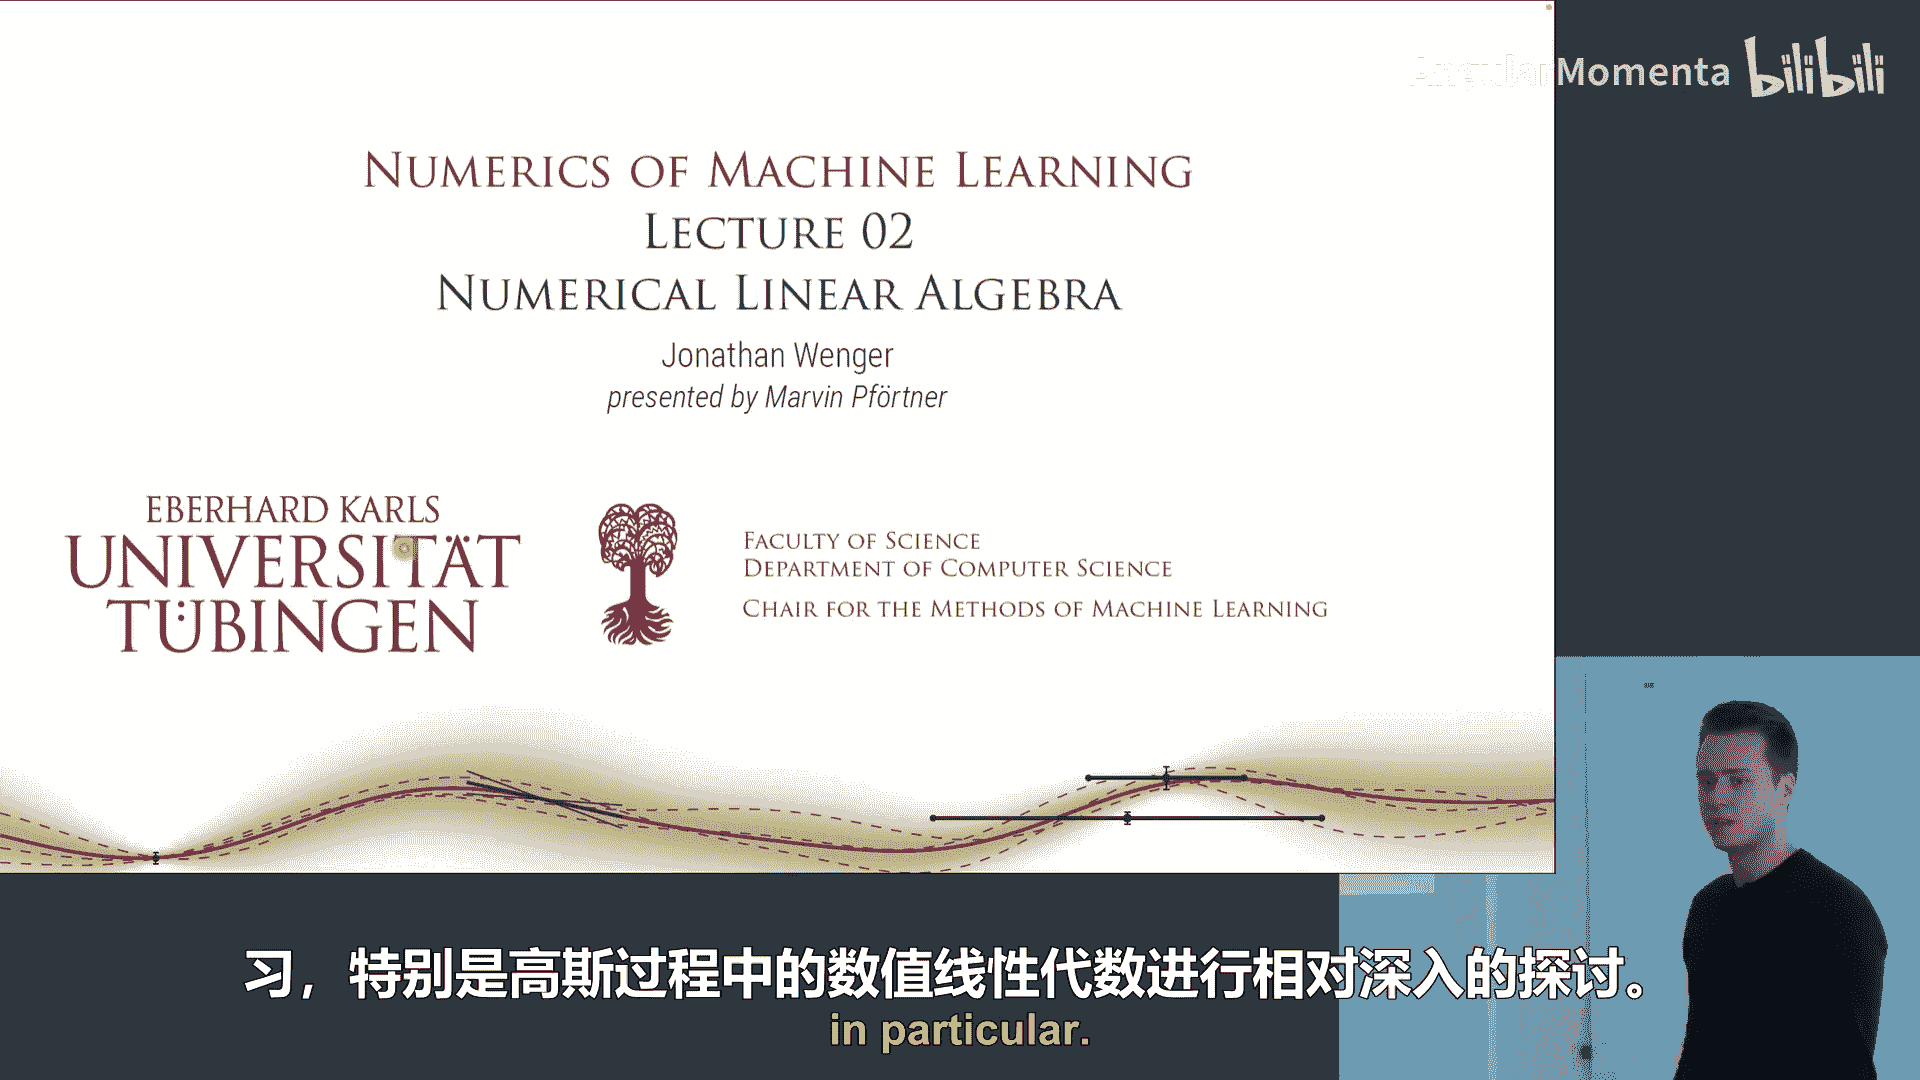 Momenta bilibili
NUMERICS OF MACHINE LEARNING
LECTURE 02
NUMERICAL LINEAR ALGEBRA
Jonathan Wenger
presented by Marvin Pförtner
EBERHARD KARLS
UNIVERSITÄT
TÜBINGEN
FACULTY OF SCIENCE
DEPARTMENT OF COMPUTER SCIENCE
CHAIR FOR THE METHODS OF MACHINE LEARNING
习，特别是高斯过程中的数值线性代数进行相对深入的探讨。
in particular.